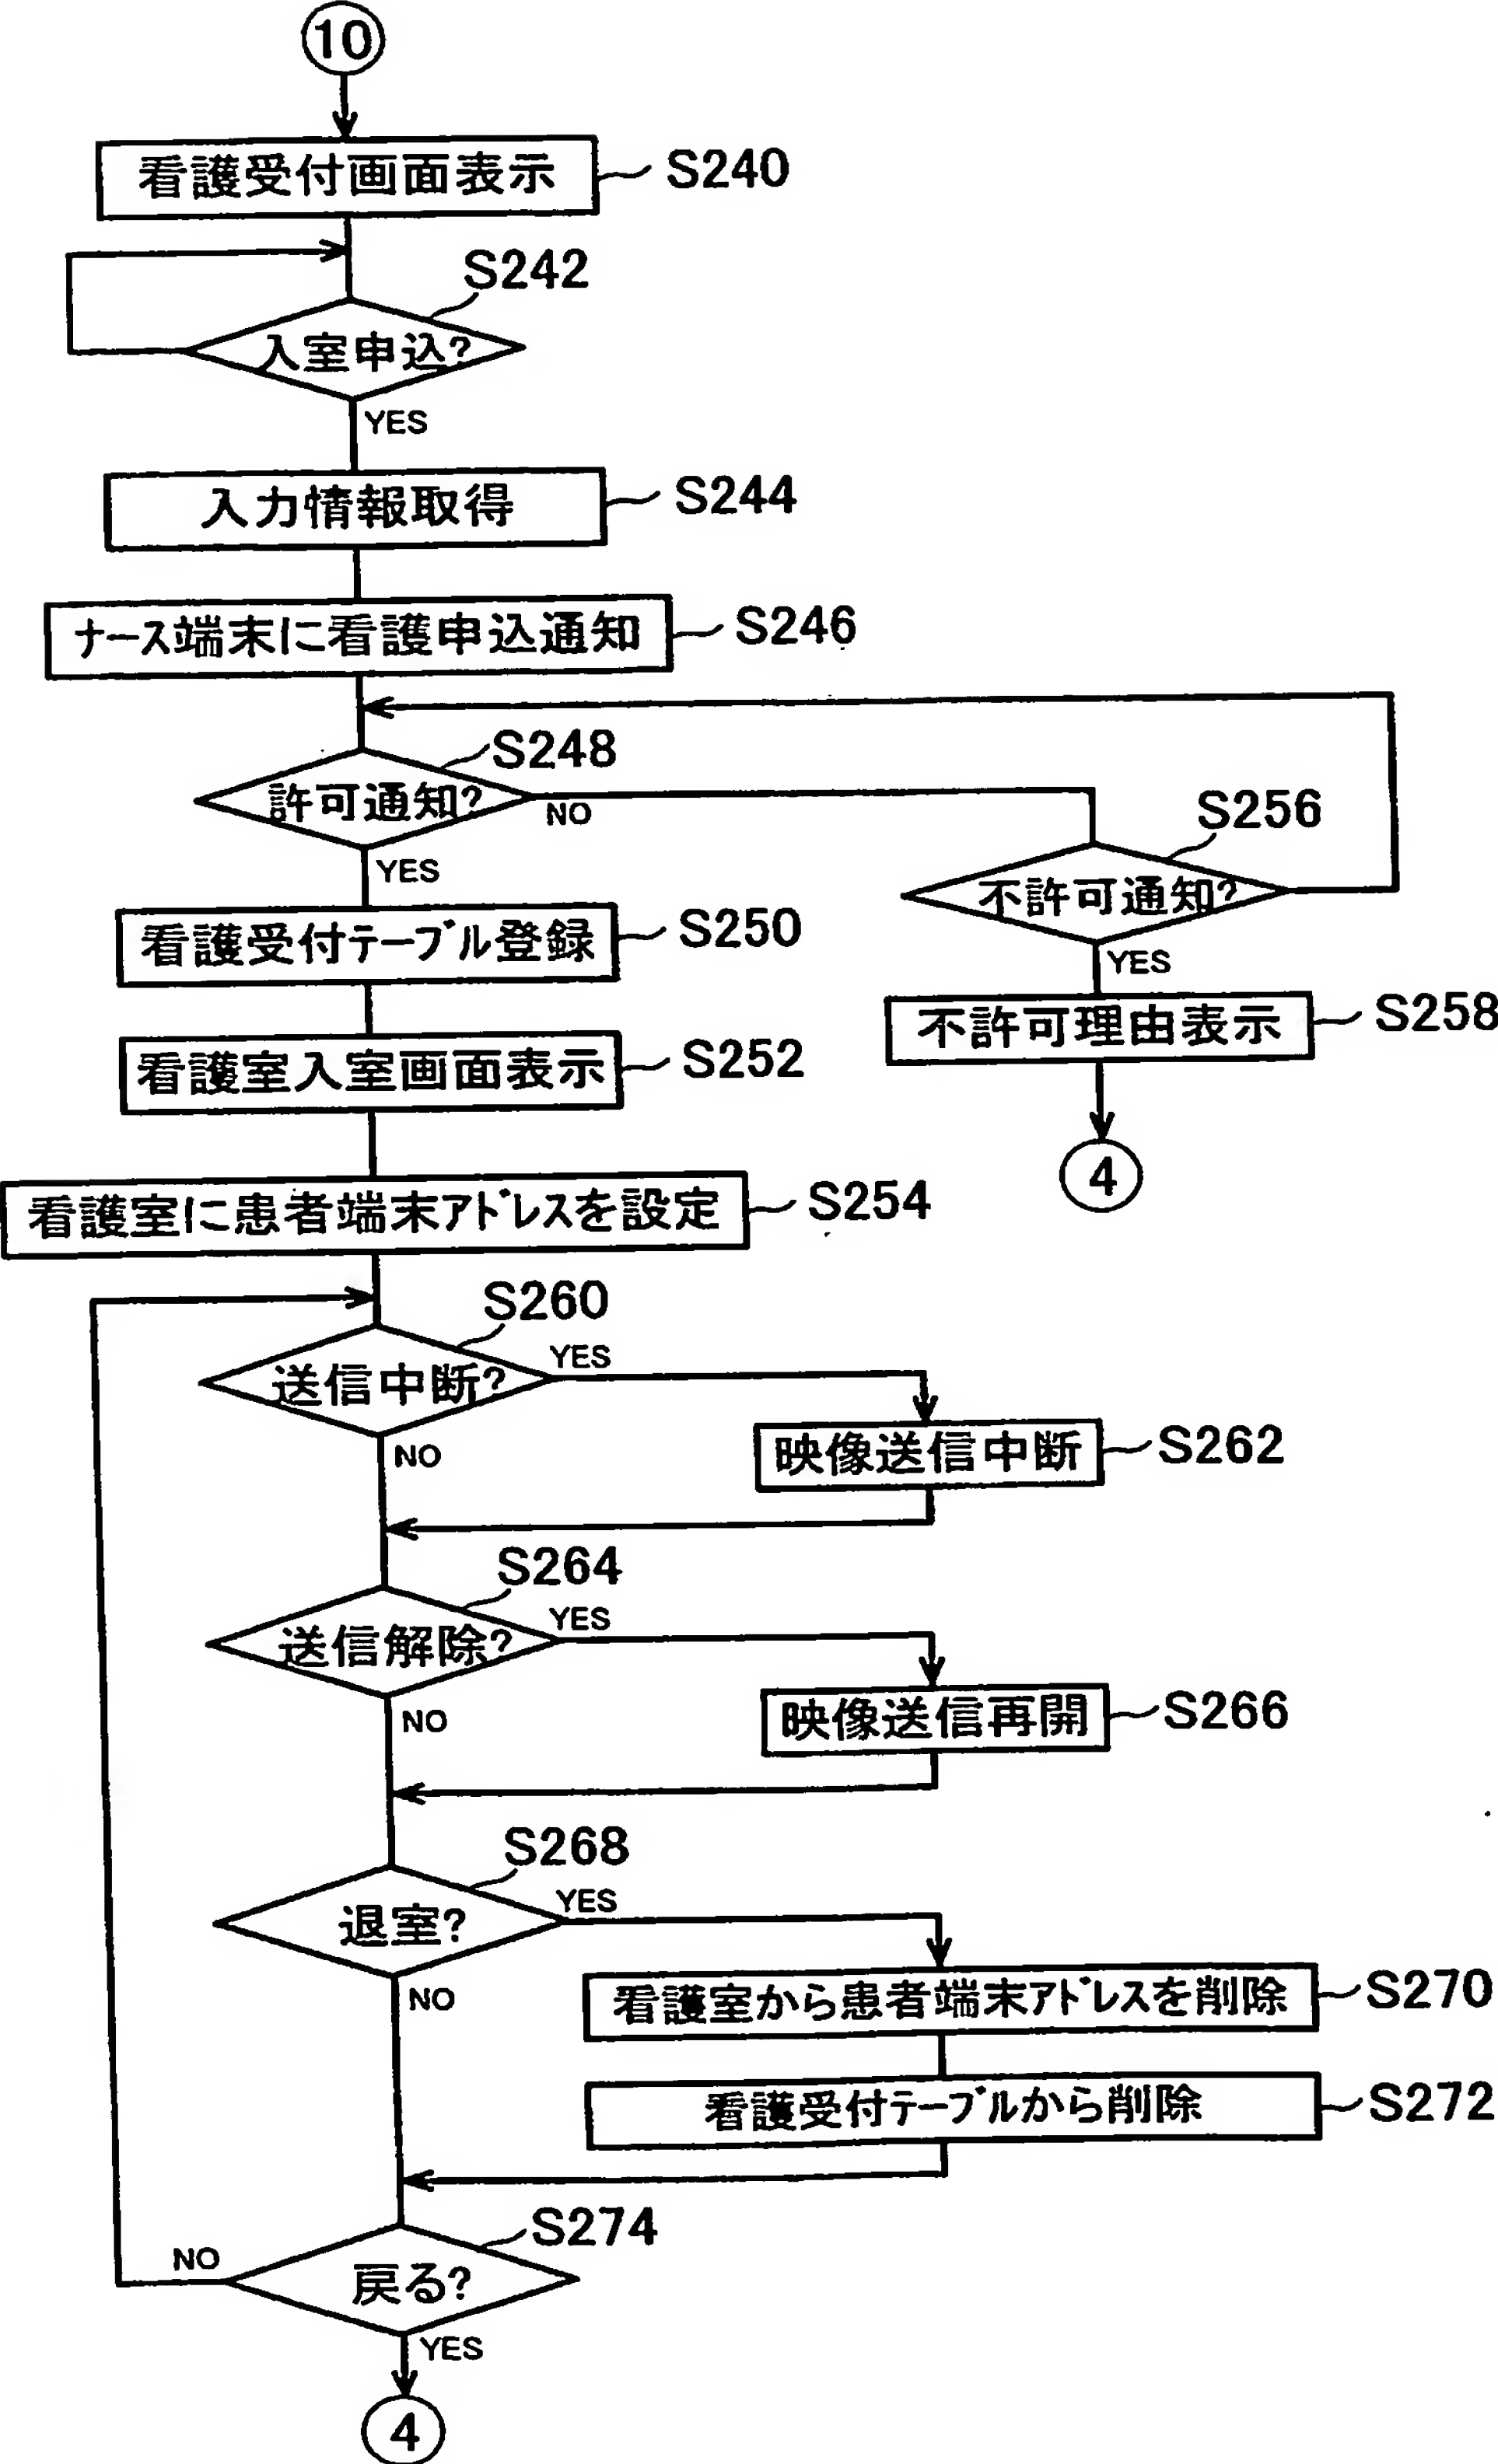 10
看護受付画面表示
S240
S242
入室申込?
YES
入力情報取得
S244
ナース端末に看護申込通知
S246
S248
許可通知?
NO
YES
S256
不許可通知?
YES
看護受付テーブル登録
S250
不許可理由表示
S258
看護室入室画面表示
S252
4
看護室に患者端末アドレスを設定
S254
S260
送信中断?
YES
NO
映像送信中断
S262
S264
送信解除?
YES
NO
映像送信再開
S266
S268
退室?
YES
NO
看護室から患者端末アドレスを削除
S270
看護受付テーブルから削除
S272
S274
戻る?
NO
YES
4